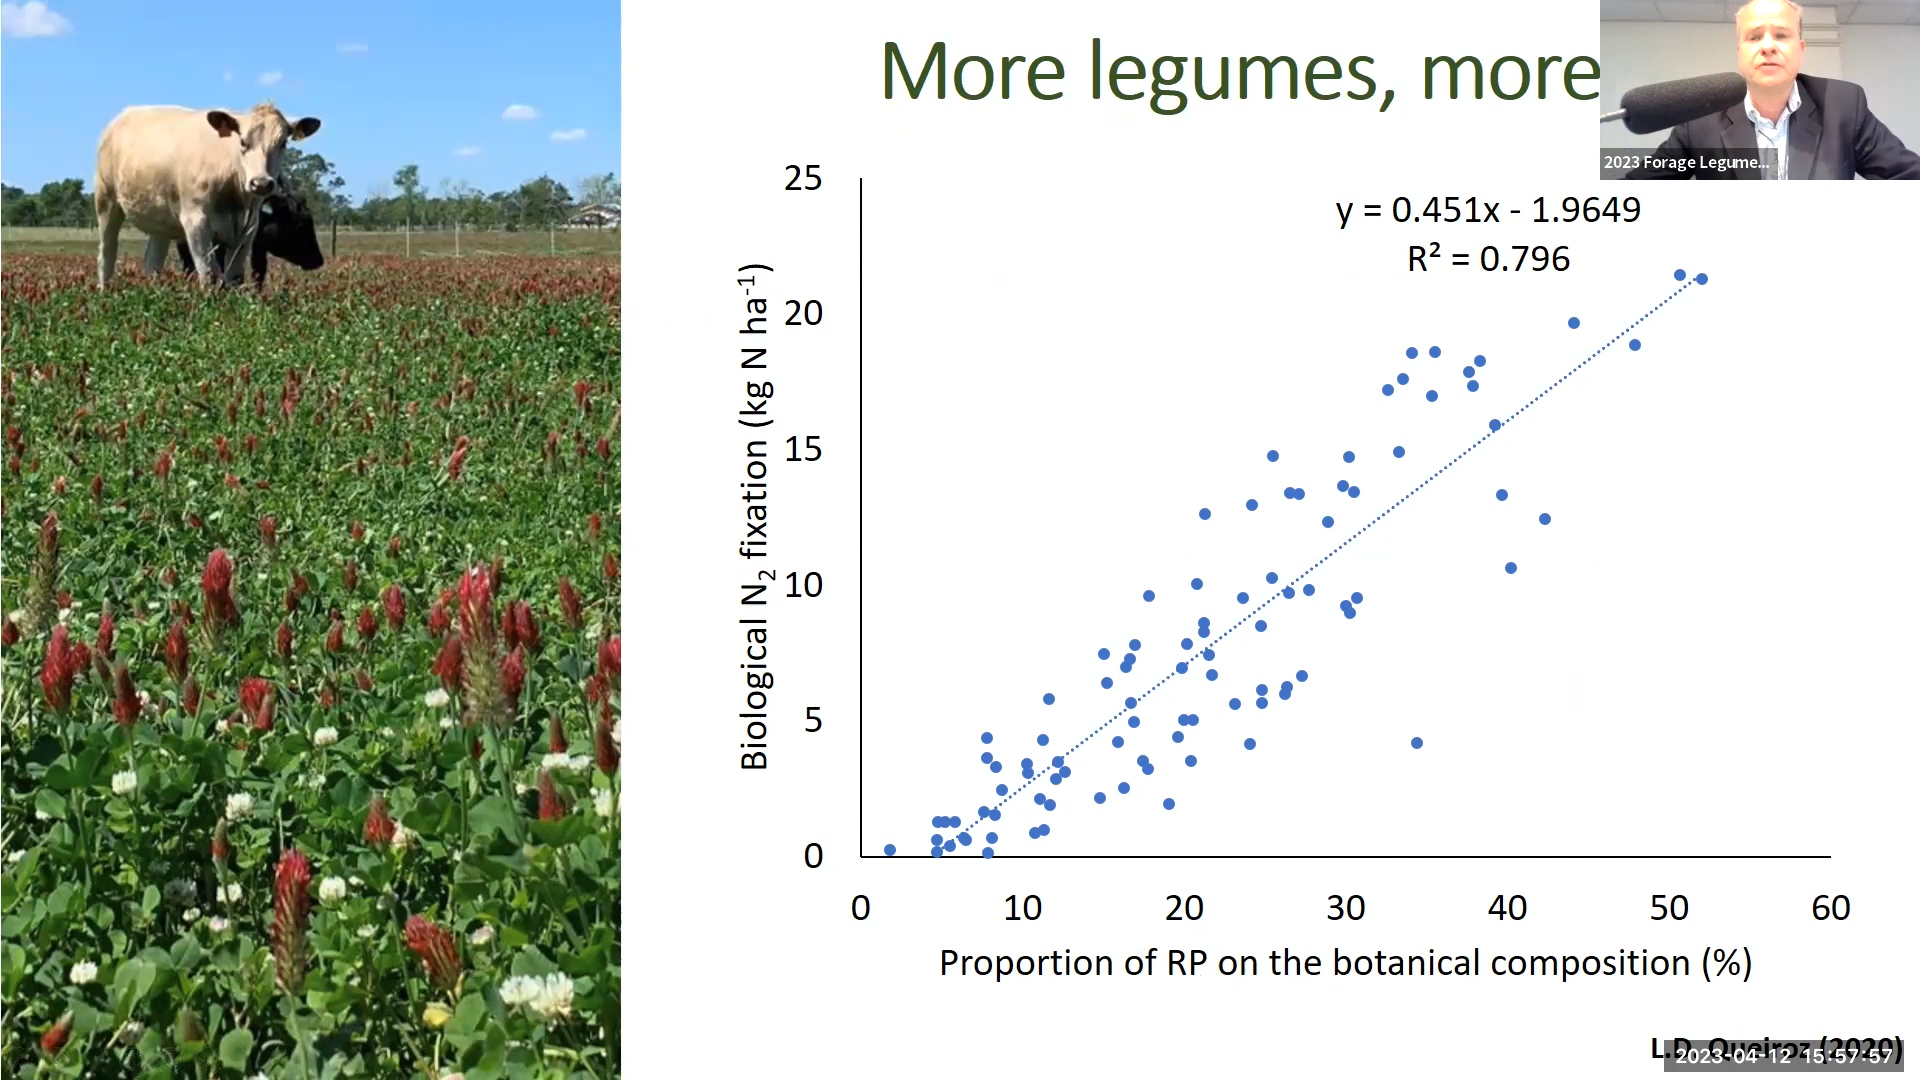 More legumes, more
2023 Forage Legume...
y = 0.451x - 1.9649
R² = 0.796
Biological N₂ fixation (kg N ha⁻¹)
25
20
15
10
5
0
0 10 20 30 40 50 60
Proportion of RP on the botanical composition (%)
L.D. Queiroz (2020)
2023-04-12 15:57:57